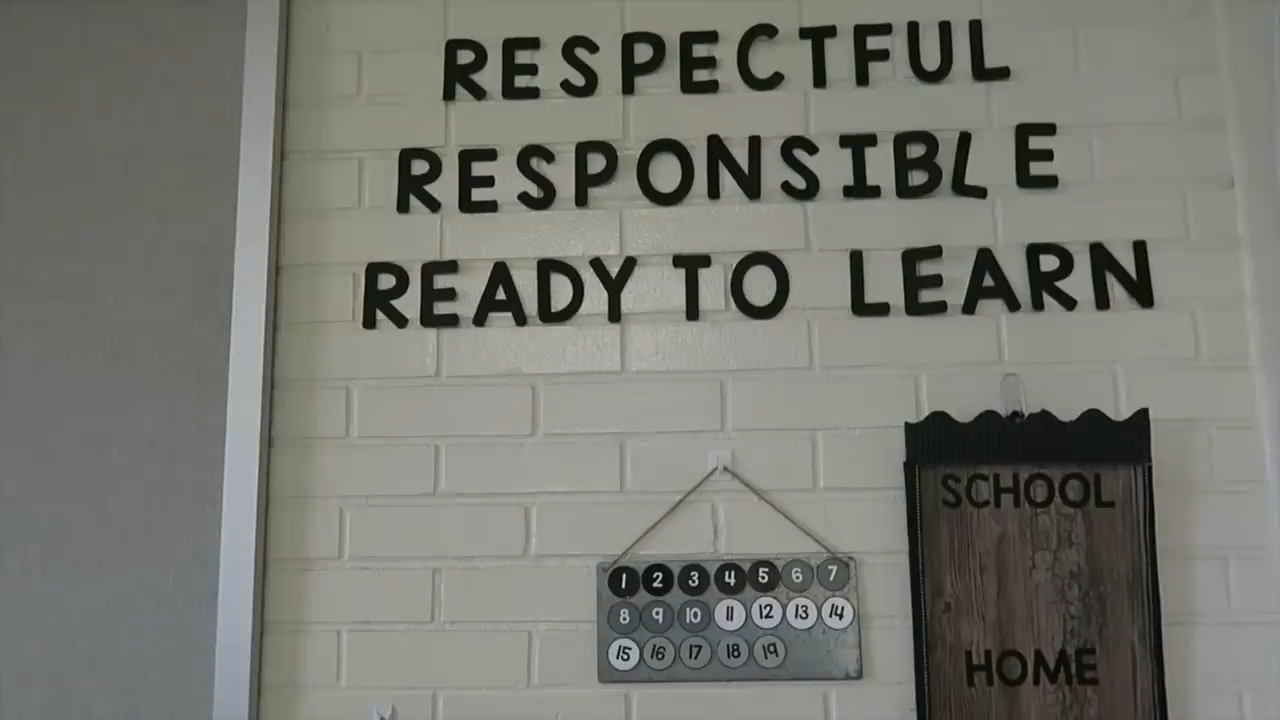 RESPECTFUL
RESPONSIBLE
READY TO LEARN
1 2 3 4 5 6 7
8 9 10 11 12 13 14
15 16 17 18 19
SCHOOL
HOME